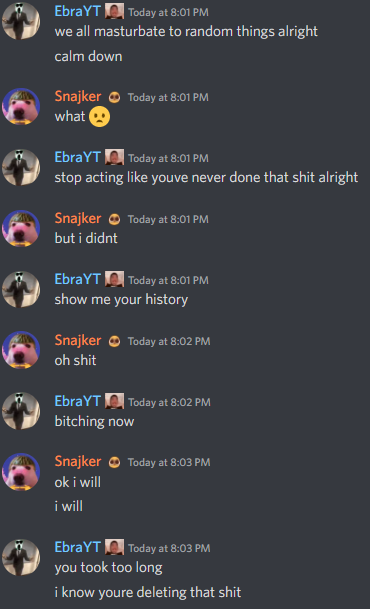 EbraYT Today at 8:01 PM
we all masturbate to random things alright
calm down
Snajker Today at 8:01 PM
what
EbraYT Today at 8:01 PM
stop acting like youve never done that shit alright
Snajker Today at 8:01 PM
but i didnt
EbraYT Today at 8:01 PM
show me your history
Snajker Today at 8:02 PM
oh shit
EbraYT Today at 8:02 PM
bitching now
Snajker Today at 8:03 PM
ok i will
i will
EbraYT Today at 8:03 PM
you took too long
i know youre deleting that shit